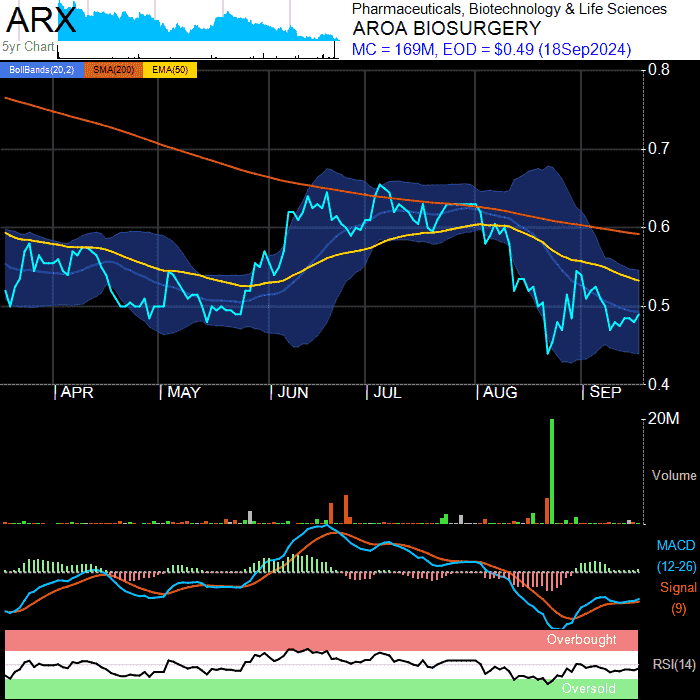 ARX
5yr Chart
Pharmaceuticals, Biotechnology & Life Sciences
AROA BIOSURGERY
MC = 169M, EOD = $0.49 (18Sep2024)
BollBands(20,2) SMA(200) EMA(50)
0.8
0.7
0.6
0.5
0.4
APR MAY JUN JUL AUG SEP
20M
Volume
MACD
(12-26)
Signal
(9)
Overbought
RSI(14)
Oversold